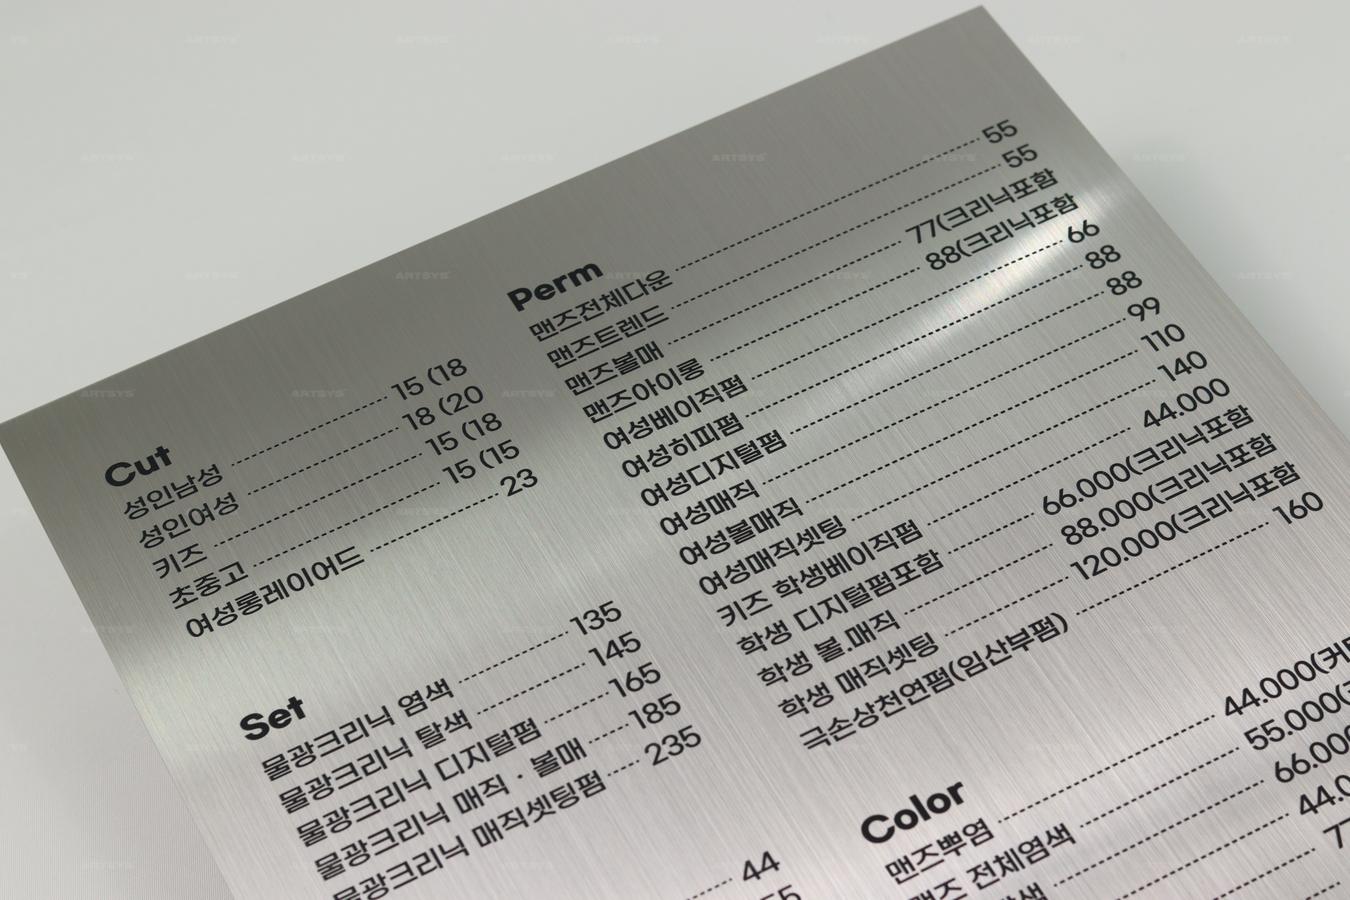 Cut
성인남성 15 (18
성인여성 18 (20
키즈 15 (18
초중고 15 (15
여성롱레이어드 23
Set
물광크리닉 염색 135
물광크리닉 탈색 145
물광크리닉 디지털펌 165
물광크리닉 매직 · 볼매 185
물광크리닉 매직셋팅펌 235
44
Perm
맨즈전체다운 55
맨즈트렌드 55
맨즈볼매 77(크리닉포함
맨즈아이롱 88(크리닉포함
여성베이직펌 66
여성히피펌 88
여성디지털펌 88
여성매직 99
여성볼매직 110
여성매직셋팅 140
키즈 학생베이직펌 44.000
학생 디지털펌포함 66.000(크리닉포함
학생 볼.매직 88.000(크리닉포함
학생 매직셋팅 120.000(크리닉포함
극손상천연펌(임산부펌) 160
Color
맨즈뿌염 44.000(커
맨즈 전체염색 55.000(
66.000
44.0
ARTSYS